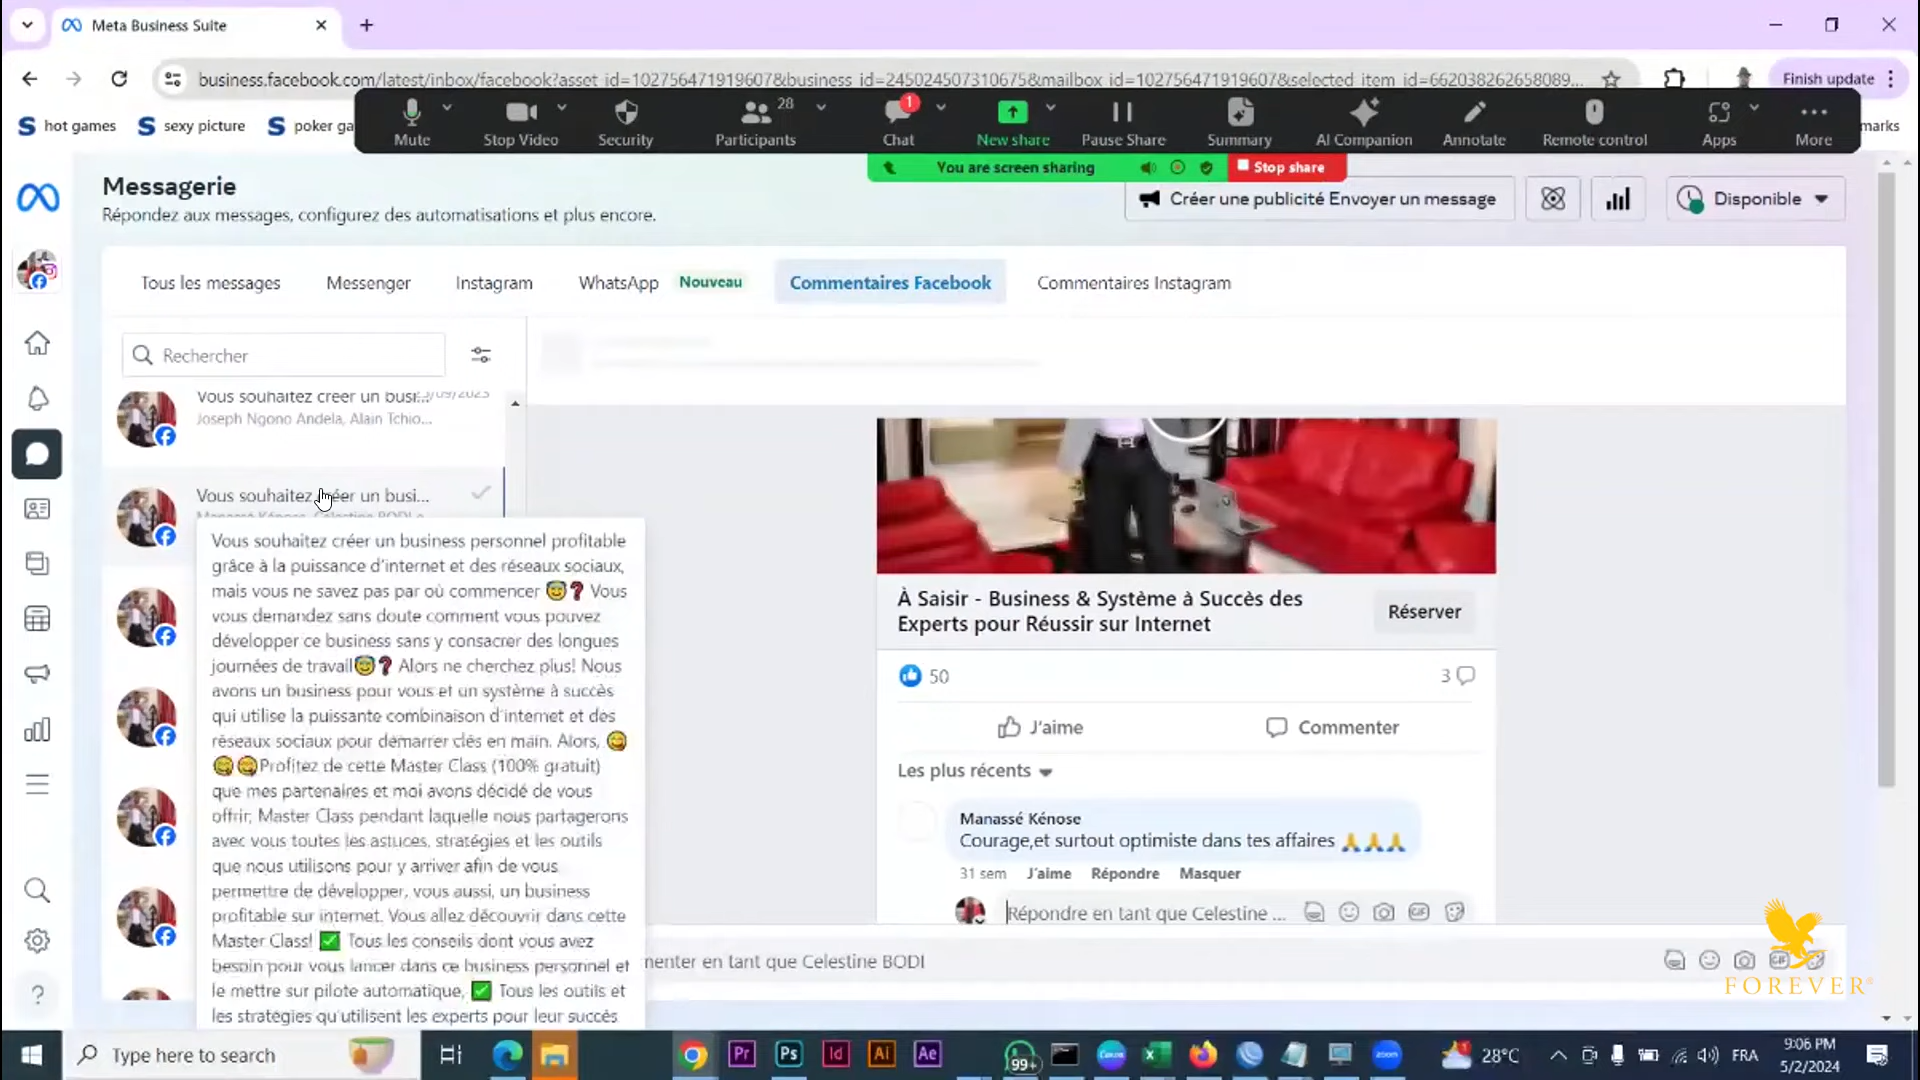 Meta Business Suite
business.facebook.com/latest/inbox/facebook?asset_id=102756471919607&business_id=245024507310675&mailbox_id=102756471919607&selected_item_id=662038262658089...
Finish update
hot games
sexy picture
poker ga
marks
Mute
Stop Video
Security
Participants
28
Chat
1
New share
Pause Share
Summary
AI Companion
Annotate
Remote control
Apps
More
You are screen sharing
Stop share
Messagerie
Répondez aux messages, configurez des automatisations et plus encore.
Créer une publicité Envoyer un message
Disponible
Tous les messages
Messenger
Instagram
WhatsApp
Nouveau
Commentaires Facebook
Commentaires Instagram
Rechercher
Vous souhaitez créer un busi...
Joseph Ngono Andela, Alain Tchio...
Vous souhaitez créer un busi...
Vous souhaitez créer un business personnel profitable
grâce à la puissance d'internet et des réseaux sociaux,
mais vous ne savez pas par où commencer 😇❓ Vous
vous demandez sans doute comment vous pouvez
développer ce business sans y consacrer des longues
journées de travail😇❓ Alors ne cherchez plus! Nous
avons un business pour vous et un système à succès
qui utilise la puissante combinaison d'internet et des
réseaux sociaux pour démarrer clés en main. Alors, 😋
😋😋Profitez de cette Master Class (100% gratuit)
que mes partenaires et moi avons décidé de vous
offrir, Master Class pendant laquelle nous partagerons
avec vous toutes les astuces, stratégies et les outils
que nous utilisons pour y arriver afin de vous
permettre de développer, vous aussi, un business
profitable sur internet. Vous allez découvrir dans cette
Master Class! ✅ Tous les conseils dont vous avez
besoin pour vous lancer dans ce business personnel et
le mettre sur pilote automatique, ✅ Tous les outils et
les stratégies qu'utilisent les experts pour leur succès
À Saisir - Business & Système à Succès des
Experts pour Réussir sur Internet
Réserver
50
3
J'aime
Commenter
Les plus récents
Manassé Kénose
Courage,et surtout optimiste dans tes affaires 🙏🙏🙏
31 sem
J'aime
Répondre
Masquer
Répondre en tant que Celestine ...
menter en tant que Celestine BODI
FOREVER®
Type here to search
99+
28°C
FRA
9:06 PM
5/2/2024